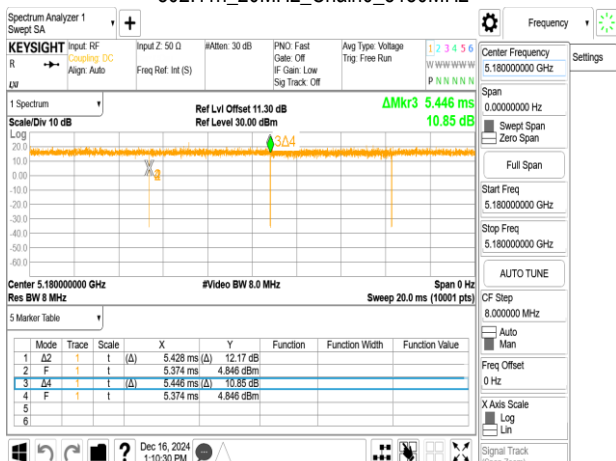 Spectrum Analyzer 1
Swept SA
Frequency
Settings
KEYSIGHT
R
Input: RF
Coupling: DC
Align: Auto
Input Z: 50 Ω
Freq Ref: Int (S)
#Atten: 30 dB
PNO: Fast
Gate: Off
IF Gain: Low
Sig Track: Off
Avg Type: Voltage
Trig: Free Run
1 2 3 4 5 6
W W W W W W
P N N N N N
1 Spectrum
Scale/Div 10 dB
Log
Ref Lvl Offset 11.30 dB
Ref Level 30.00 dBm
ΔMkr3 5.446 ms
10.85 dB
20.0
10.0
0.00
-10.0
-20.0
-30.0
-40.0
-50.0
-60.0
3Δ4
Center 5.180000000 GHz
Res BW 8 MHz
#Video BW 8.0 MHz
Span 0 Hz
Sweep 20.0 ms (10001 pts)
5 Marker Table
Mode Trace Scale X Y Function Function Width Function Value
1 Δ2 1 t (Δ) 5.428 ms (Δ) 12.17 dB
2 F 1 t 5.374 ms 4.846 dBm
3 Δ4 1 t (Δ) 5.446 ms (Δ) 10.85 dB
4 F 1 t 5.374 ms 4.846 dBm
5
6
Dec 16, 2024
1:10:30 PM
Center Frequency
5.180000000 GHz
Span
0.00000000 Hz
Swept Span
Zero Span
Full Span
Start Freq
5.180000000 GHz
Stop Freq
5.180000000 GHz
AUTO TUNE
CF Step
8.000000 MHz
Auto
Man
Freq Offset
0 Hz
X Axis Scale
Log
Lin
Signal Track